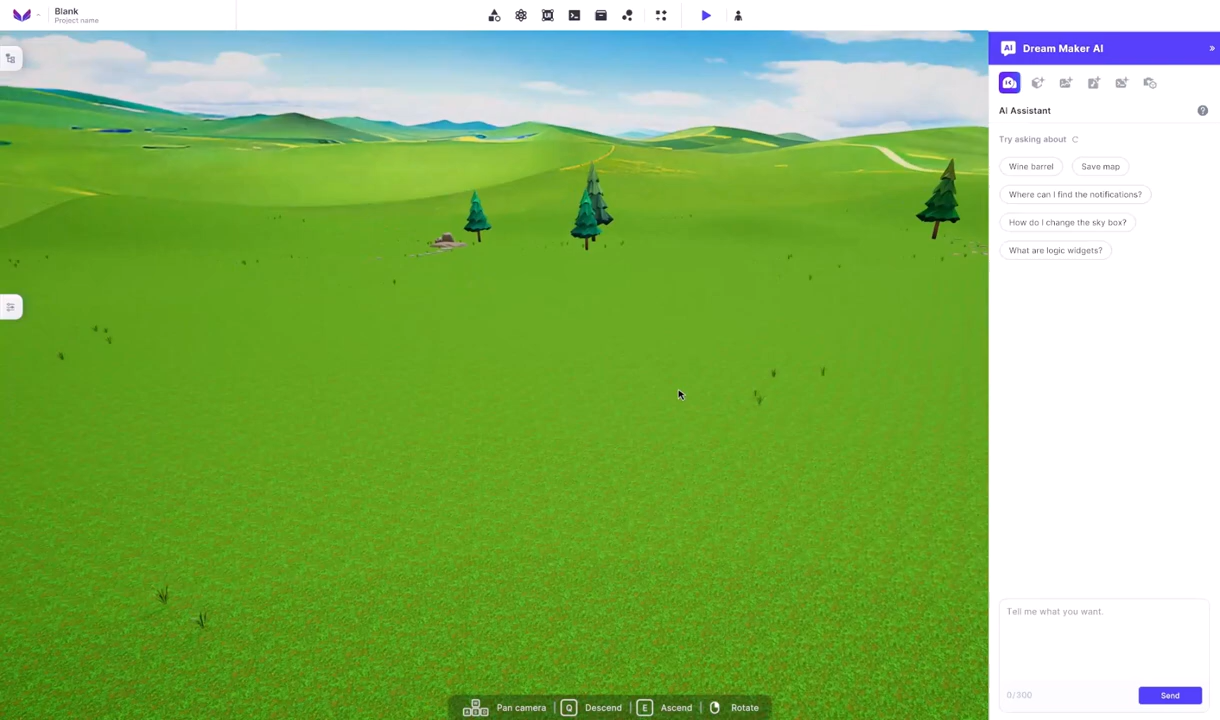 Blank
Project name
AI
Dream Maker AI
»
AI Assistant
?
Try asking about
Wine barrel
Save map
Where can I find the notifications?
How do I change the sky box?
What are logic widgets?
Tell me what you want.
0/300
Send
Pan camera
Q
Descend
E
Ascend
Rotate